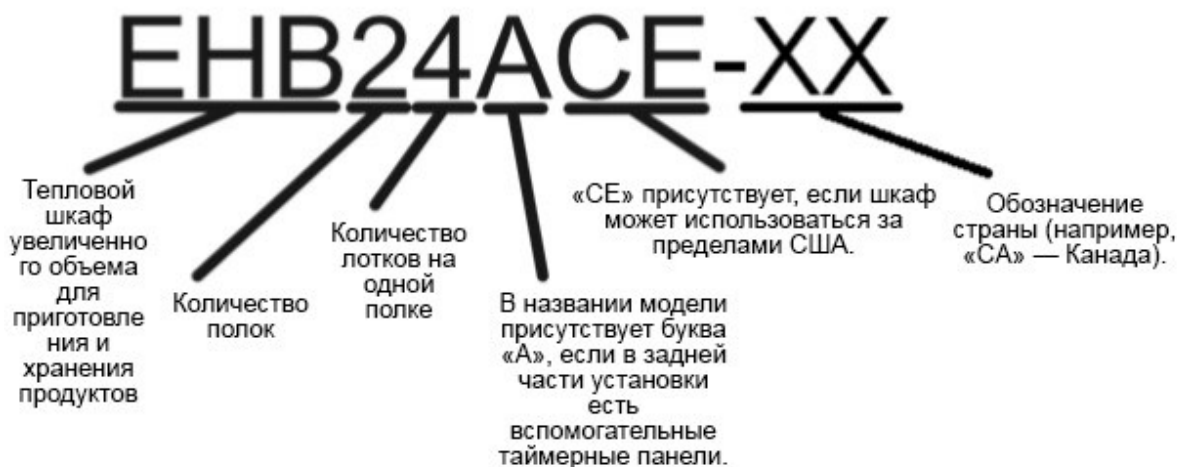 EHB24ACE-XX
Тепловой
шкаф
увеличенно
го объема
для
приготовле
ния и
хранения
продуктов
Количество
полок
Количество
лотков на
одной
полке
В названии модели
присутствует буква
«А», если в задней
части установки
есть
вспомогательные
таймерные панели.
«CE» присутствует, если шкаф
может использоваться за
пределами США.
Обозначение
страны (например,
«CA» — Канада).